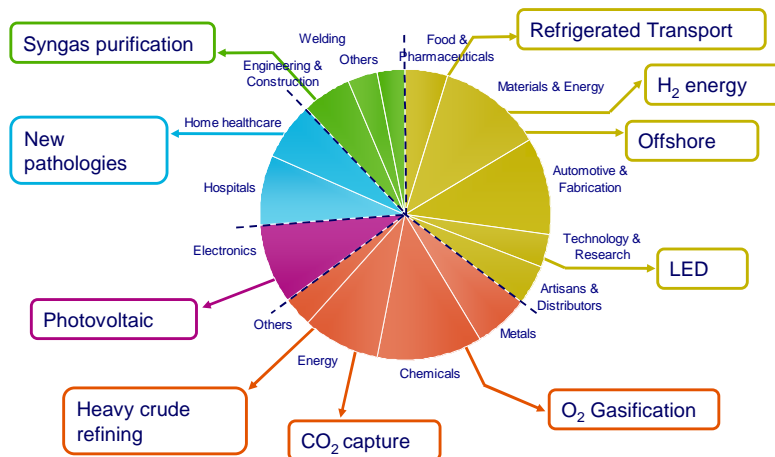 Syngas purification
Welding
Others
Engineering &
Construction
Food &
Pharmaceuticals
Refrigerated Transport
Materials & Energy
H₂ energy
Offshore
Home healthcare
New
pathologies
Hospitals
Automotive &
Fabrication
Electronics
Technology &
Research
LED
Artisans &
Distributors
Photovoltaic
Others
Metals
Energy
Chemicals
Heavy crude
refining
CO₂ capture
O₂ Gasification